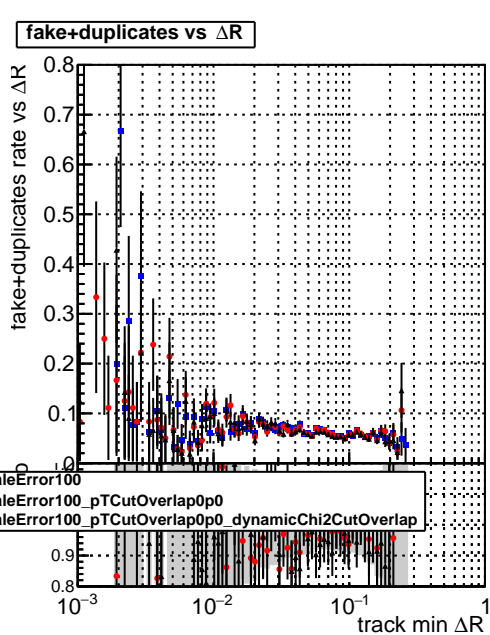 fake+duplicates vs ΔR
fake+duplicates rate vs ΔR
0.8
0.7
0.6
0.5
0.4
0.3
0.2
0.1
0
aleError100
aleError100_pTCutOverlap0p0
aleError100_pTCutOverlap0p0_dynamicChi2CutOverlap
0.9
0.8
10⁻³
10⁻²
10⁻¹
1
track min ΔR